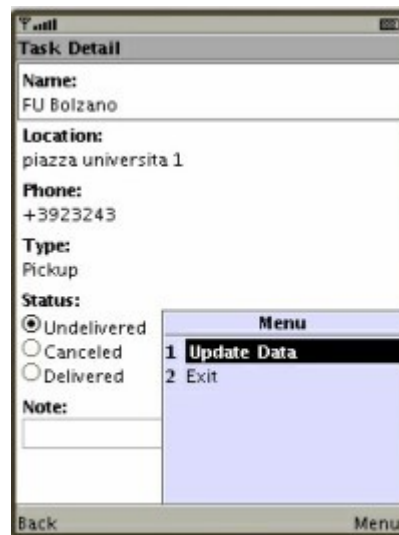 Task Detail
Name:
FU Bolzano
Location:
piazza universita 1
Phone:
+3923243
Type:
Pickup
Status:
Undelivered
Canceled
Delivered
Note:
Menu
1 Update Data
2 Exit
Back
Menu